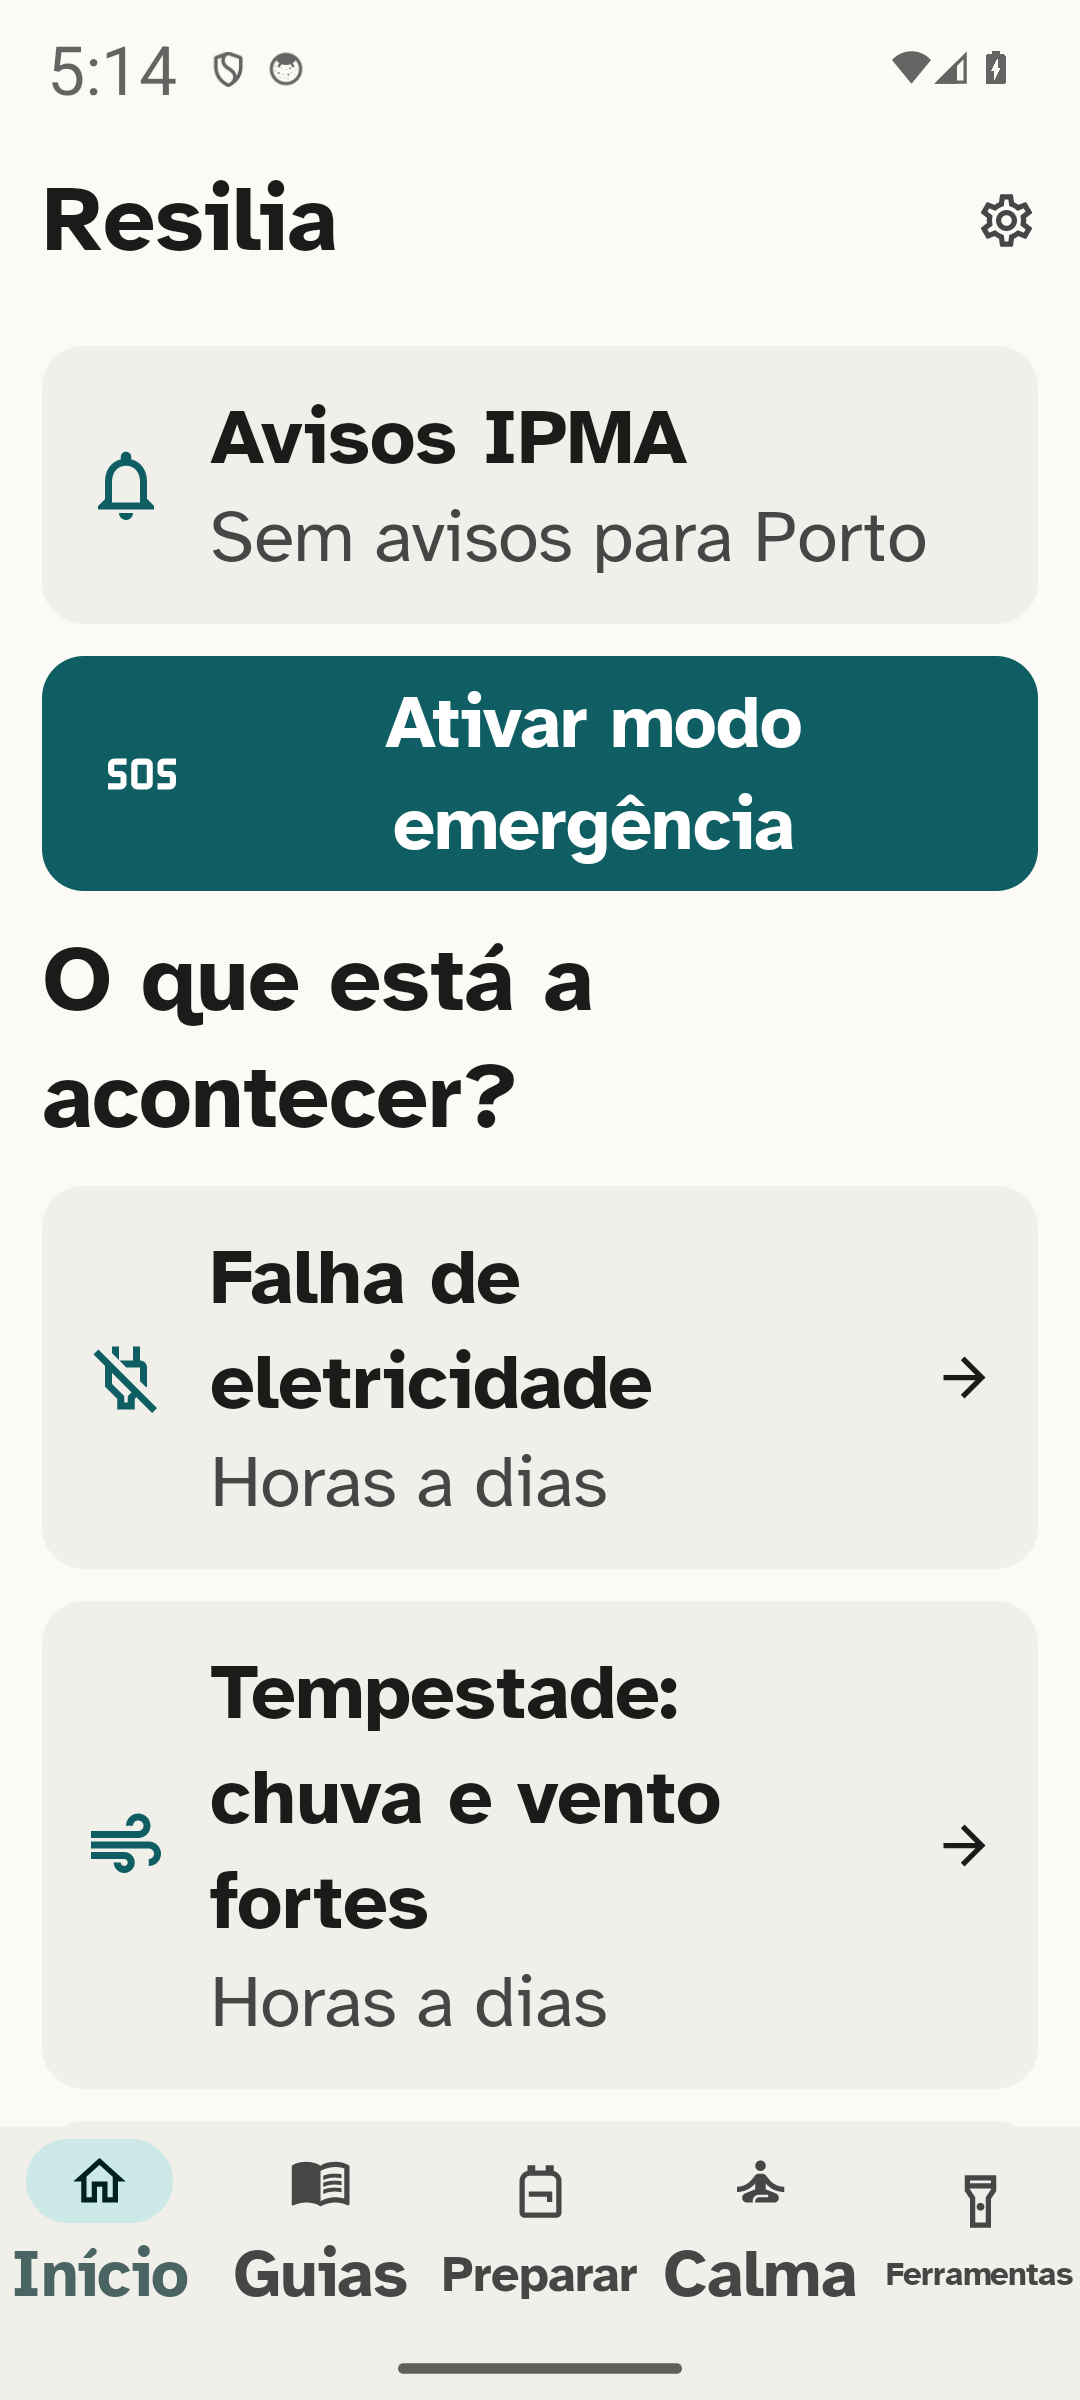 5:14
Resilia
Avisos IPMA
Sem avisos para Porto
SOS
Ativar modo
emergência
O que está a
acontecer?
Falha de
eletricidade
Horas a dias
Tempestade:
chuva e vento
fortes
Horas a dias
Início
Guias
Preparar
Calma
Ferramentas